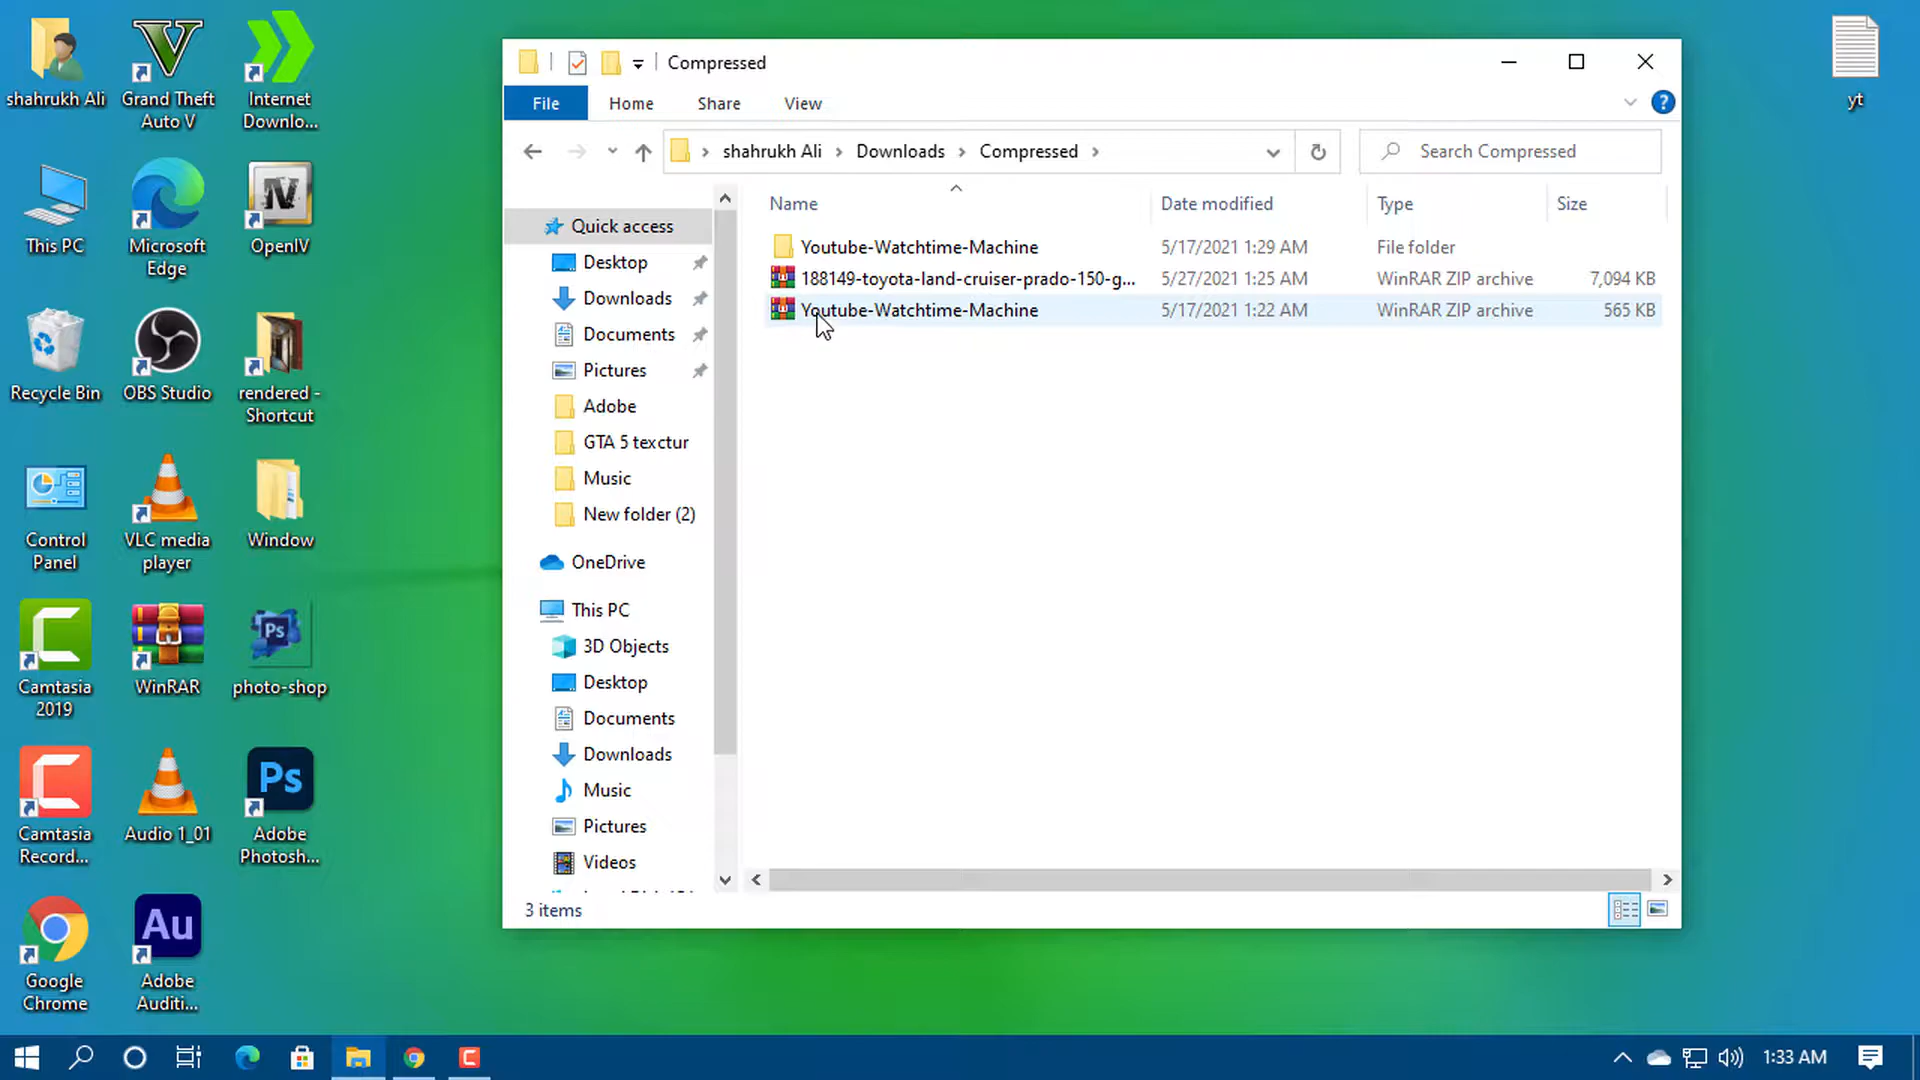 shahrukh Ali
Grand Theft
Auto V
Internet
Downlo...
This PC
Microsoft
Edge
OpenIV
Recycle Bin
OBS Studio
rendered -
Shortcut
Control
Panel
VLC media
player
Window
Camtasia
2019
WinRAR
photo-shop
Camtasia
Record...
Audio 1_01
Adobe
Photosh...
Google
Chrome
Adobe
Auditi...
yt
Compressed
File Home Share View
shahrukh Ali Downloads Compressed
Search Compressed
Name Date modified Type Size
Youtube-Watchtime-Machine 5/17/2021 1:29 AM File folder
188149-toyota-land-cruiser-prado-150-g... 5/27/2021 1:25 AM WinRAR ZIP archive 7,094 KB
Youtube-Watchtime-Machine 5/17/2021 1:22 AM WinRAR ZIP archive 565 KB
Quick access
Desktop
Downloads
Documents
Pictures
Adobe
GTA 5 texctur
Music
New folder (2)
OneDrive
This PC
3D Objects
Desktop
Documents
Downloads
Music
Pictures
Videos
3 items
1:33 AM